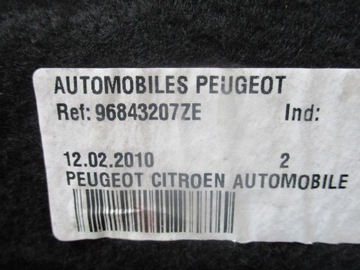 AUTOMOBILES PEUGEOT
Ref: 96843207ZE Ind:
12.02.2010 2
PEUGEOT CITROEN AUTOMOBILE